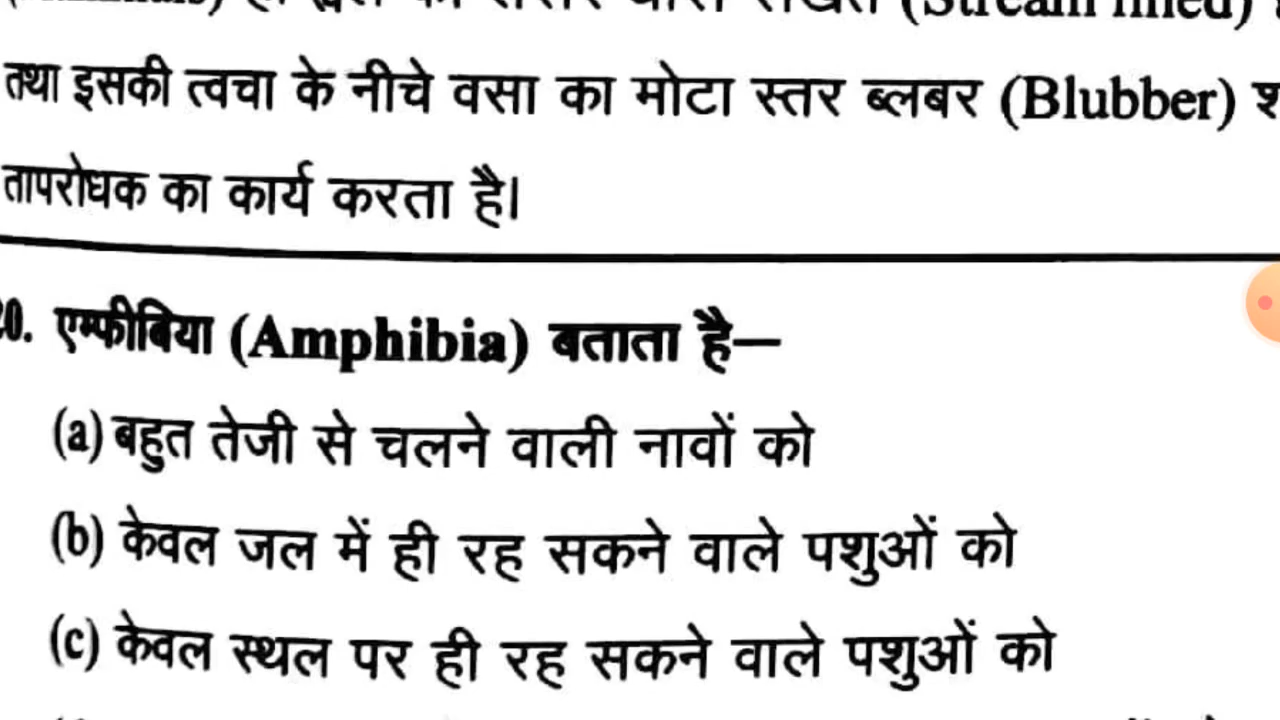 तथा इसकी त्वचा के नीचे वसा का मोटा स्तर ब्लबर (Blubber)
तापरोधक का कार्य करता है।
20. एम्फीबिया (Amphibia) बताता है—
(a) बहुत तेजी से चलने वाली नावों को
(b) केवल जल में ही रह सकने वाले पशुओं को
(c) केवल स्थल पर ही रह सकने वाले पशुओं को